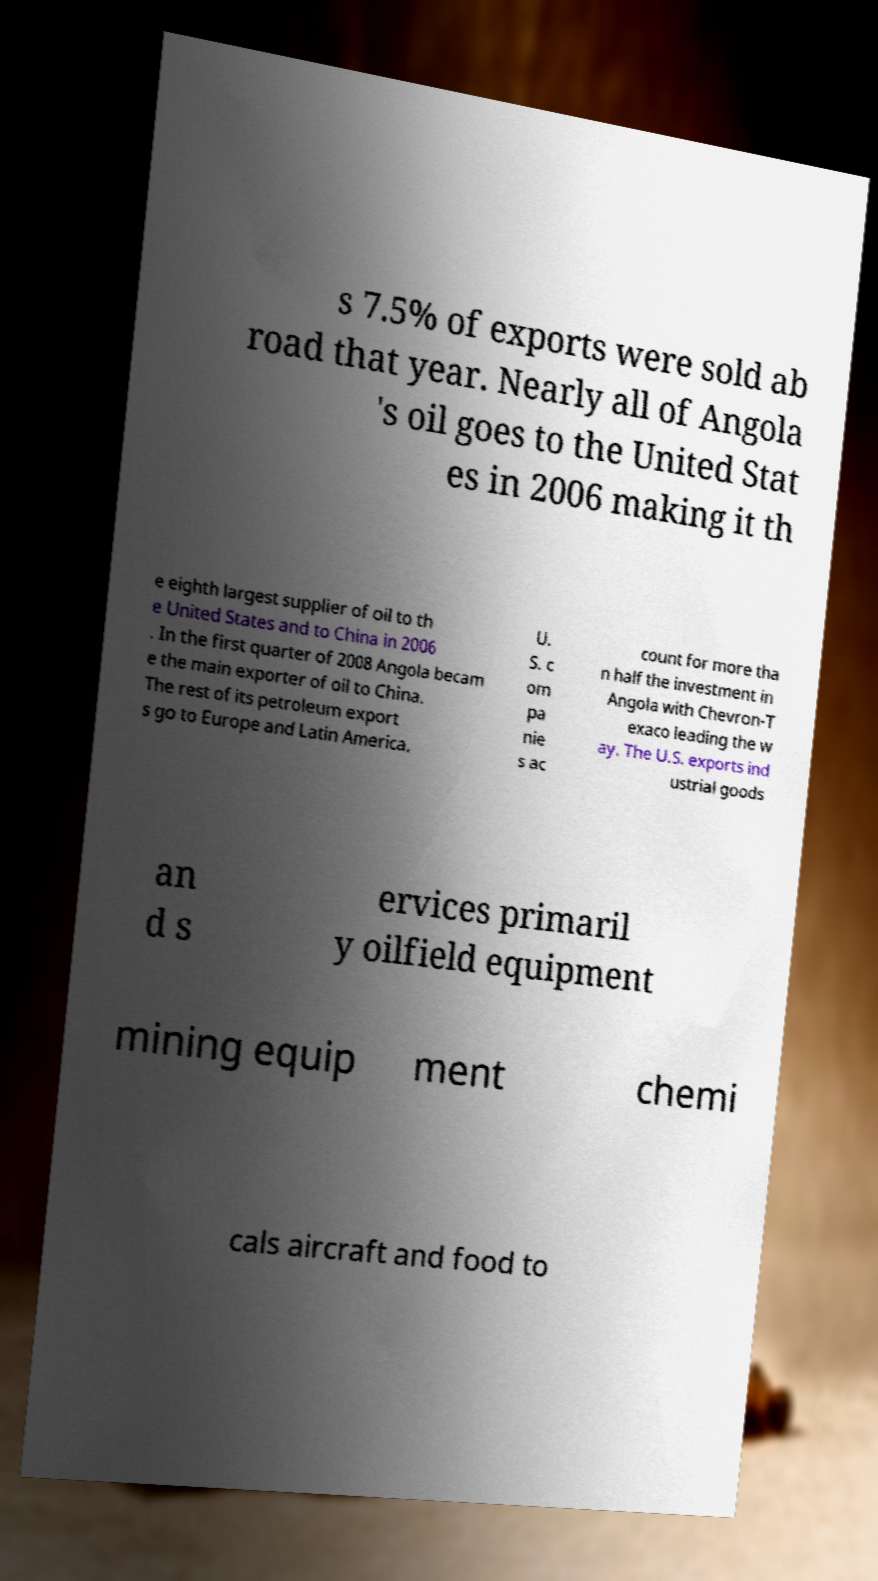 s 7.5% of exports were sold ab
road that year. Nearly all of Angola
's oil goes to the United Stat
es in 2006 making it th
e eighth largest supplier of oil to th
e United States and to China in 2006
. In the first quarter of 2008 Angola becam
e the main exporter of oil to China.
The rest of its petroleum export
s go to Europe and Latin America.
U.
S. c
om
pa
nie
s ac
count for more tha
n half the investment in
Angola with Chevron-T
exaco leading the w
ay. The U.S. exports ind
ustrial goods
an
d s
ervices primaril
y oilfield equipment
mining equip
ment
chemi
cals aircraft and food to